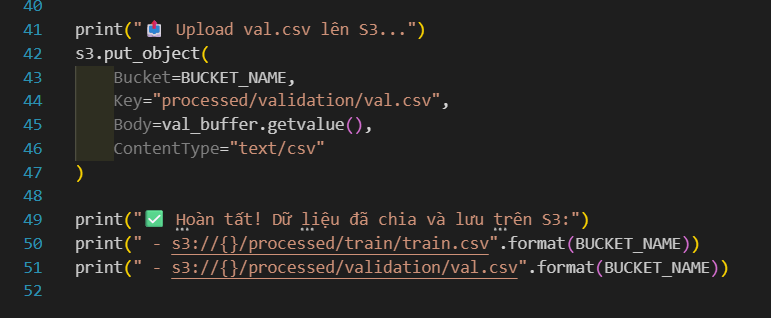 40
41 print("📤 Upload val.csv lên S3...")
42 s3.put_object(
43     Bucket=BUCKET_NAME,
44     Key="processed/validation/val.csv",
45     Body=val_buffer.getvalue(),
46     ContentType="text/csv"
47 )
48
49 print("✅ Hoàn tất! Dữ liệu đã chia và lưu trên S3:")
50 print(" - s3://{}/processed/train/train.csv".format(BUCKET_NAME))
51 print(" - s3://{}/processed/validation/val.csv".format(BUCKET_NAME))
52